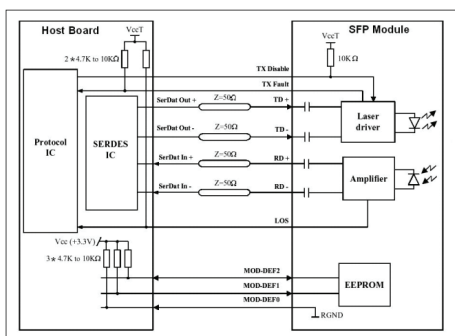 Host Board
SFP Module
VccT
VccT
2*4.7K to 10KΩ
10KΩ
TX Disable
TX Fault
Protocol IC
SERDES IC
SerDat Out +
Z=50Ω
TD +
SerDat Out -
Z=50Ω
TD -
Laser driver
SerDat In +
Z=50Ω
RD +
SerDat In -
Z=50Ω
RD -
Amplifier
LOS
Vcc (+3.3V)
3*4.7K to 10KΩ
MOD-DEF2
MOD-DEF1
MOD-DEF0
EEPROM
RGND